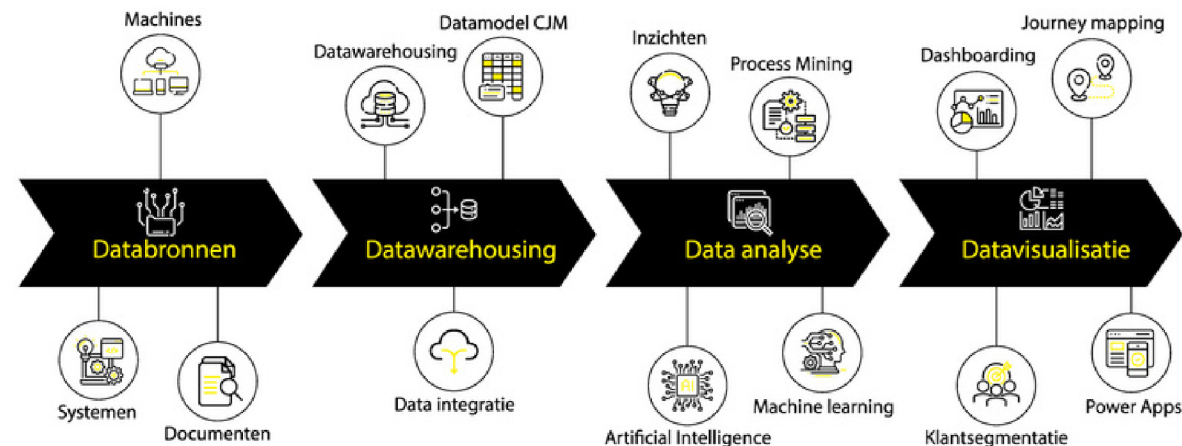 Machines
Datawarehousing
Datamodel CJM
Inzichten
Process Mining
Dashboarding
Journey mapping
Databronnen
Datawarehousing
Data analyse
Datavisualisatie
Systemen
Documenten
Data integratie
AI
Artificial Intelligence
Machine learning
Klantsegmentatie
Power Apps